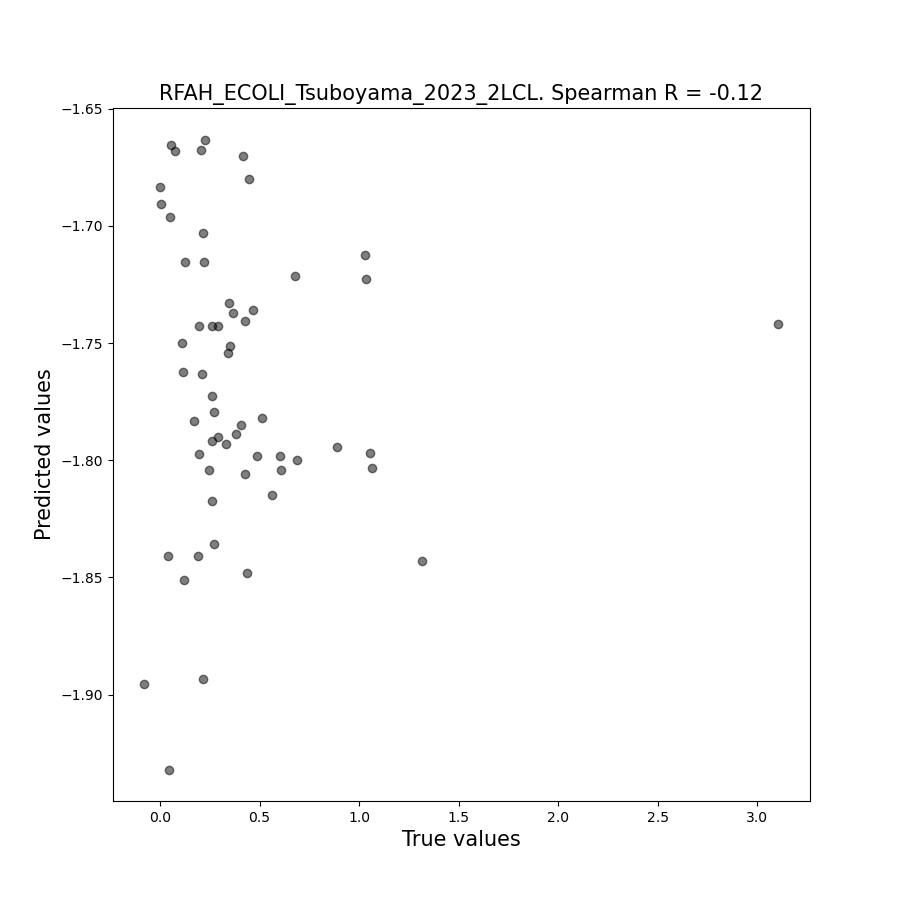 RFAH_ECOLI_Tsuboyama_2023_2LCL. Spearman R = -0.12
−1.65
−1.70
−1.75
−1.80
−1.85
−1.90
Predicted values
0.0 0.5 1.0 1.5 2.0 2.5 3.0
True values